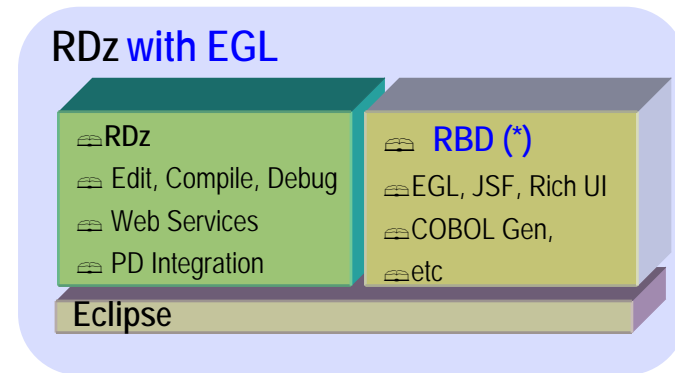 RDz with EGL
RDz
Edit, Compile, Debug
Web Services
PD Integration
RBD (*)
EGL, JSF, Rich UI
COBOL Gen,
etc
Eclipse